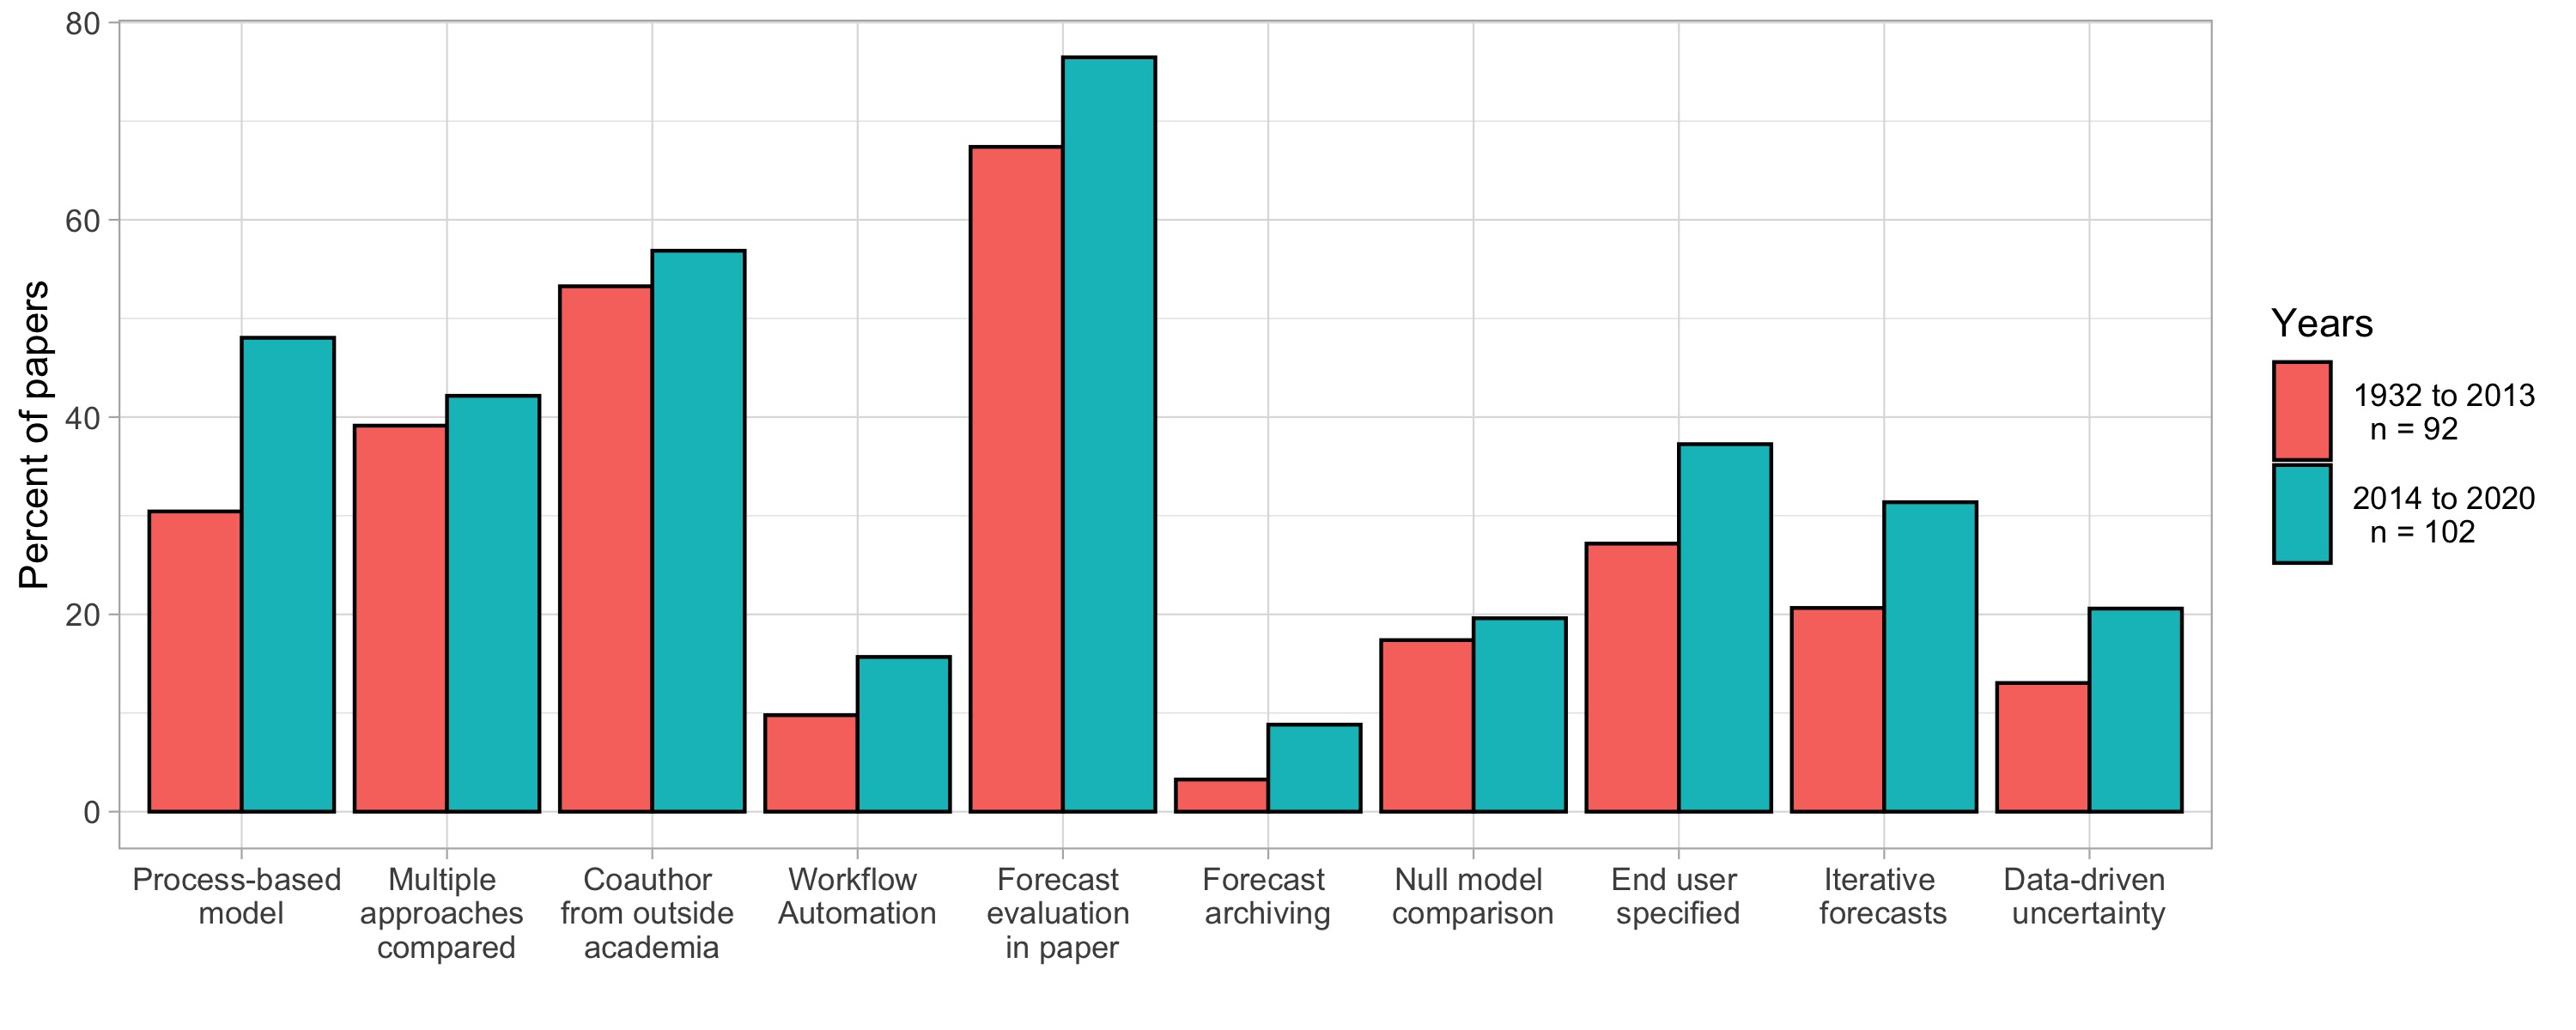 Percent of papers
80
60
40
20
0
Process-based
model
Multiple
approaches
compared
Coauthor
from outside
academia
Workflow
Automation
Forecast
evaluation
in paper
Forecast
archiving
Null model
comparison
End user
specified
Iterative
forecasts
Data-driven
uncertainty
Years
1932 to 2013
n = 92
2014 to 2020
n = 102